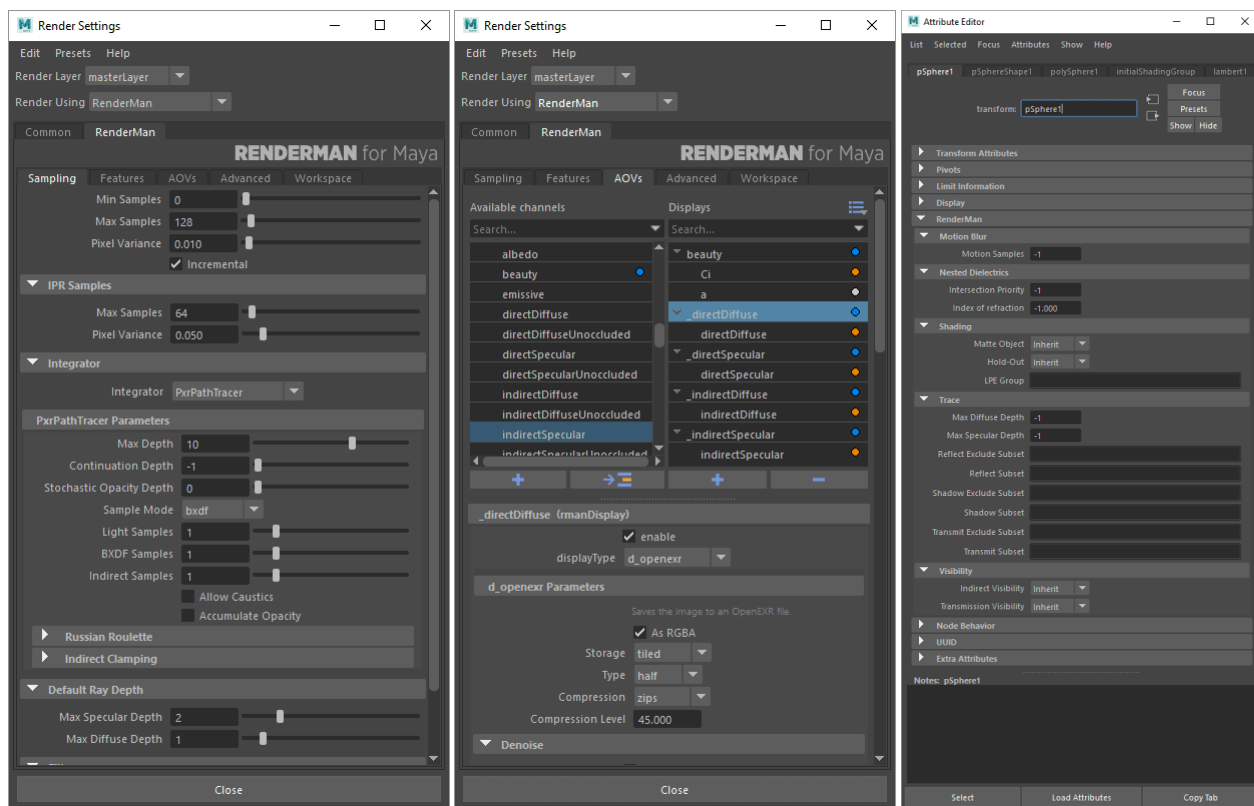 Render Settings
Edit Presets Help
Render Layer masterLayer
Render Using RenderMan
Common RenderMan
RENDERMAN for Maya
Sampling Features AOVs Advanced Workspace
Min Samples 0
Max Samples 128
Pixel Variance 0.010
Incremental
IPR Samples
Max Samples 64
Pixel Variance 0.050
Integrator
Integrator PxrPathTracer
PxrPathTracer Parameters
Max Depth 10
Continuation Depth -1
Stochastic Opacity Depth 0
Sample Mode bxdf
Light Samples 1
BXDF Samples 1
Indirect Samples 1
Allow Caustics
Accumulate Opacity
Russian Roulette
Indirect Clamping
Default Ray Depth
Max Specular Depth 2
Max Diffuse Depth 1
Close
Render Settings
Edit Presets Help
Render Layer masterLayer
Render Using RenderMan
Common RenderMan
RENDERMAN for Maya
Sampling Features AOVs Advanced Workspace
Available channels Displays
Search... Search...
albedo beauty
beauty Ci
emissive a
directDiffuse _directDiffuse
directDiffuseUnoccluded directDiffuse
directSpecular _directSpecular
directSpecularUnoccluded directSpecular
indirectDiffuse _indirectDiffuse
indirectDiffuseUnoccluded indirectDiffuse
indirectSpecular _indirectSpecular
indirectSpecularUnoccluded indirectSpecular
_directDiffuse (rmanDisplay)
enable
displayType d_openexr
d_openexr Parameters
Saves the image to an OpenEXR file.
As RGBA
Storage tiled
Type half
Compression zips
Compression Level 45.000
Denoise
Close
Attribute Editor
List Selected Focus Attributes Show Help
pSphere1 pSphereShape1 polySphere1 initialShadingGroup lambert1
Focus
transform: pSphere1 Presets
Show Hide
Transform Attributes
Pivots
Limit Information
Display
RenderMan
Motion Blur
Motion Samples -1
Nested Dielectrics
Intersection Priority -1
Index of refraction -1.000
Shading
Matte Object Inherit
Hold-Out Inherit
LPE Group
Trace
Max Diffuse Depth -1
Max Specular Depth -1
Reflect Exclude Subset
Reflect Subset
Shadow Exclude Subset
Shadow Subset
Transmit Exclude Subset
Transmit Subset
Visibility
Indirect Visibility Inherit
Transmission Visibility Inherit
Node Behavior
UUID
Extra Attributes
Notes: pSphere1
Select Load Attributes Copy Tab